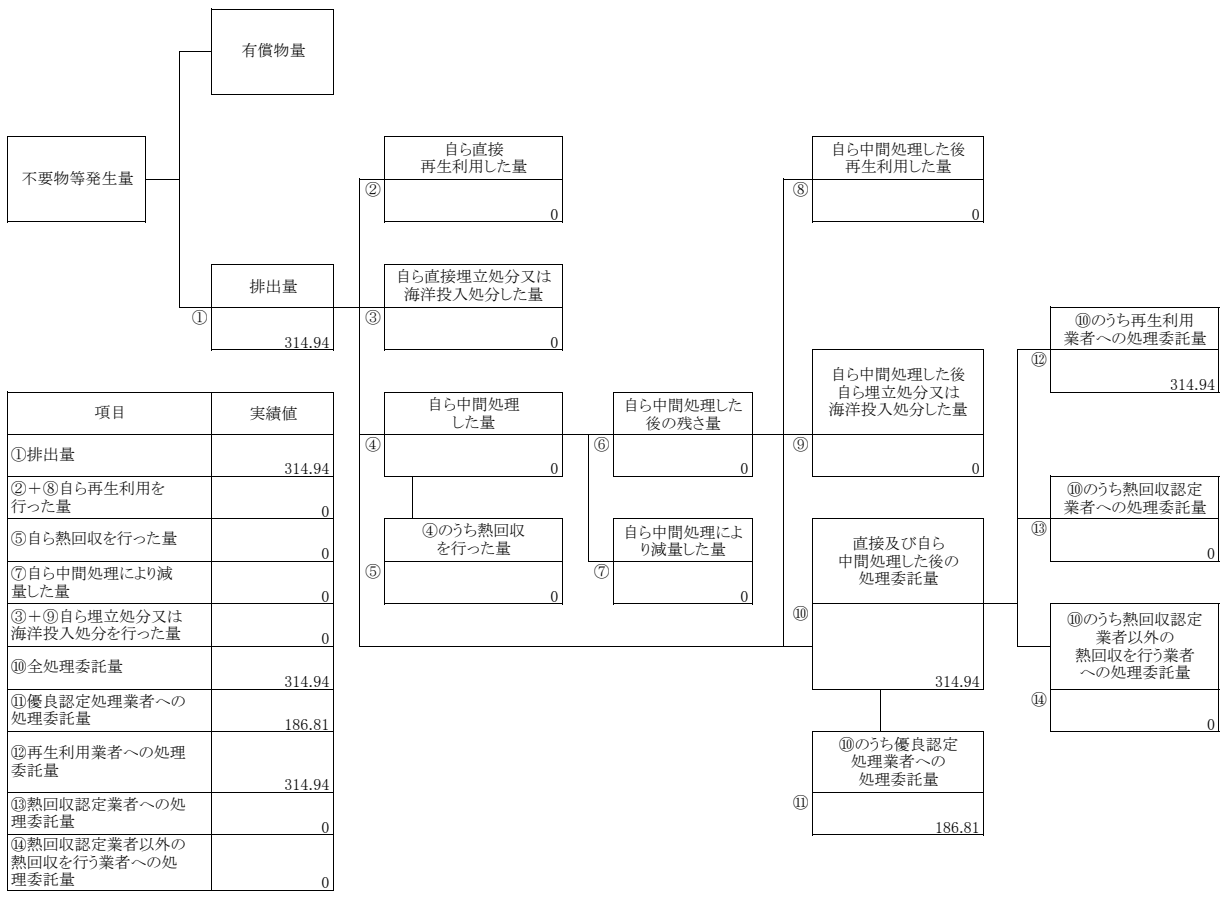 有償物量
不要物等発生量
自ら直接
再生利用した量
②
0
自ら中間処理した後
再生利用した量
⑧
0
排出量
①
314.94
自ら直接埋立処分又は
海洋投入処分した量
③
0
⑩のうち再生利用
業者への処理委託量
⑫
314.94
自ら中間処理
した量
④
0
自ら中間処理した
後の残さ量
⑥
0
自ら中間処理した後
自ら埋立処分又は
海洋投入処分した量
⑨
0
⑩のうち熱回収認定
業者への処理委託量
⑬
0
④のうち熱回収
を行った量
⑤
0
自ら中間処理によ
り減量した量
⑦
0
直接及び自ら
中間処理した後の
処理委託量
⑩
314.94
⑩のうち熱回収認定
業者以外の
熱回収を行う業者
への処理委託量
⑭
0
⑩のうち優良認定
処理業者への
処理委託量
⑪
186.81
項目 実績値
①排出量
314.94
②＋⑧自ら再生利用を
行った量
0
⑤自ら熱回収を行った量
0
⑦自ら中間処理により減
量した量
0
③＋⑨自ら埋立処分又は
海洋投入処分を行った量
0
⑩全処理委託量
314.94
⑪優良認定処理業者への
処理委託量
186.81
⑫再生利用業者への処理
委託量
314.94
⑬熱回収認定業者への処
理委託量
0
⑭熱回収認定業者以外の
熱回収を行う業者への処
理委託量
0